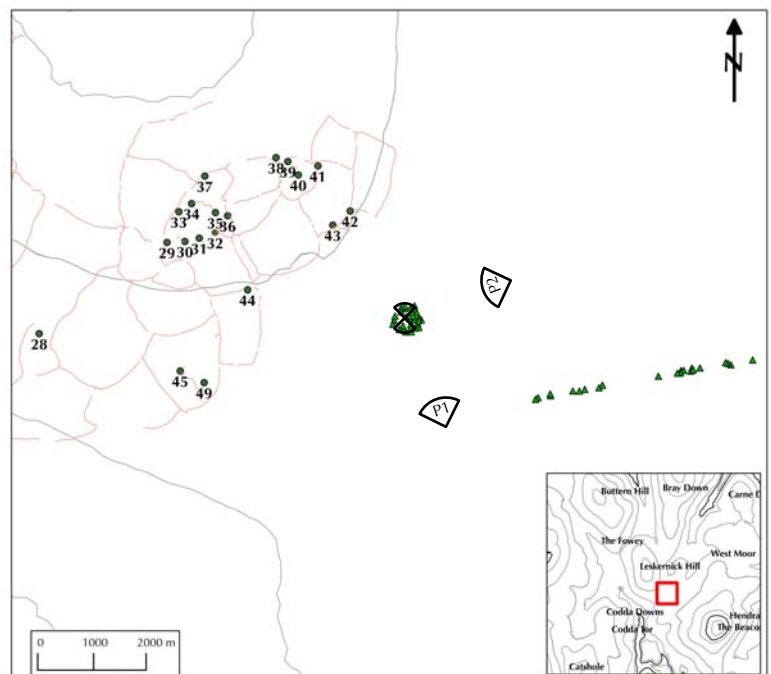 N
38
39
40
41
37
34
33
35
36
42
43
32
31
30
29
44
P2
28
45
49
P1
Buttern Hill
Bray Down
Carne D
The Fowey
West Moor
Leskernick Hill
Codda Downs
Codda Tor
Hendra
The Beaco
Catshole
0 1000 2000 m